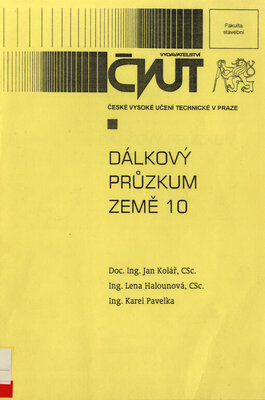 VYDAVATELSTVÍ
ČVUT
Fakulta
stavební
ČESKÉ VYSOKÉ UČENÍ TECHNICKÉ V PRAZE
DÁLKOVÝ
PRŮZKUM
ZEMĚ 10
Doc. Ing. Jan Kolář, CSc.
Ing. Lena Halounová, CSc.
Ing. Karel Pavelka